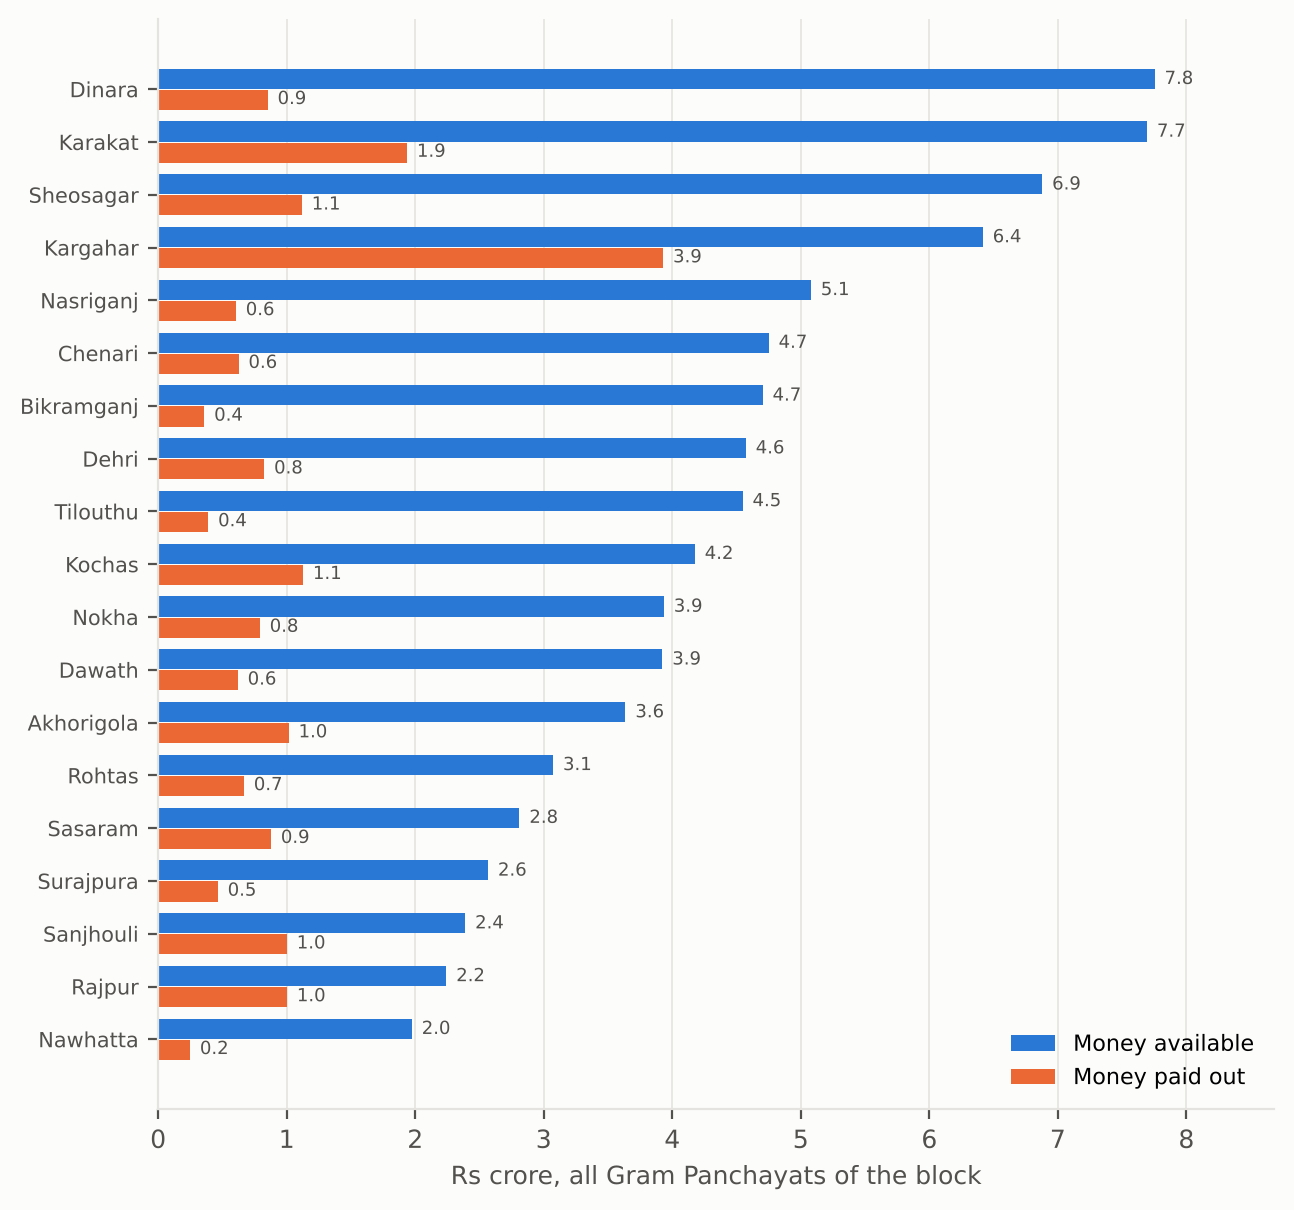 Dinara 7.8
0.9
Karakat 7.7
1.9
Sheosagar 6.9
1.1
Kargahar 6.4
3.9
Nasriganj 5.1
0.6
Chenari 4.7
0.6
Bikramganj 4.7
0.4
Dehri 4.6
0.8
Tilouthu 4.5
0.4
Kochas 4.2
1.1
Nokha 3.9
0.8
Dawath 3.9
0.6
Akhorigola 3.6
1.0
Rohtas 3.1
0.7
Sasaram 2.8
0.9
Surajpura 2.6
0.5
Sanjhouli 2.4
1.0
Rajpur 2.2
1.0
Nawhatta 2.0
0.2
Money available
Money paid out
0 1 2 3 4 5 6 7 8
Rs crore, all Gram Panchayats of the block